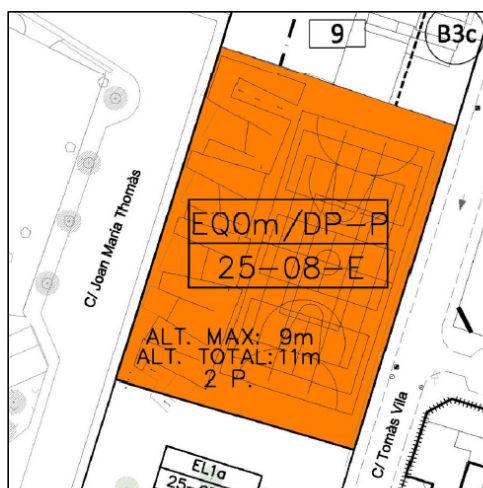 9
B3c
C/ Joan Maria Thomàs
EQ0m/DP-P
25-08-E
ALT. MAX: 9m
ALT. TOTAL: 11m
2 P.
C/ Tomàs Vila
EL1a